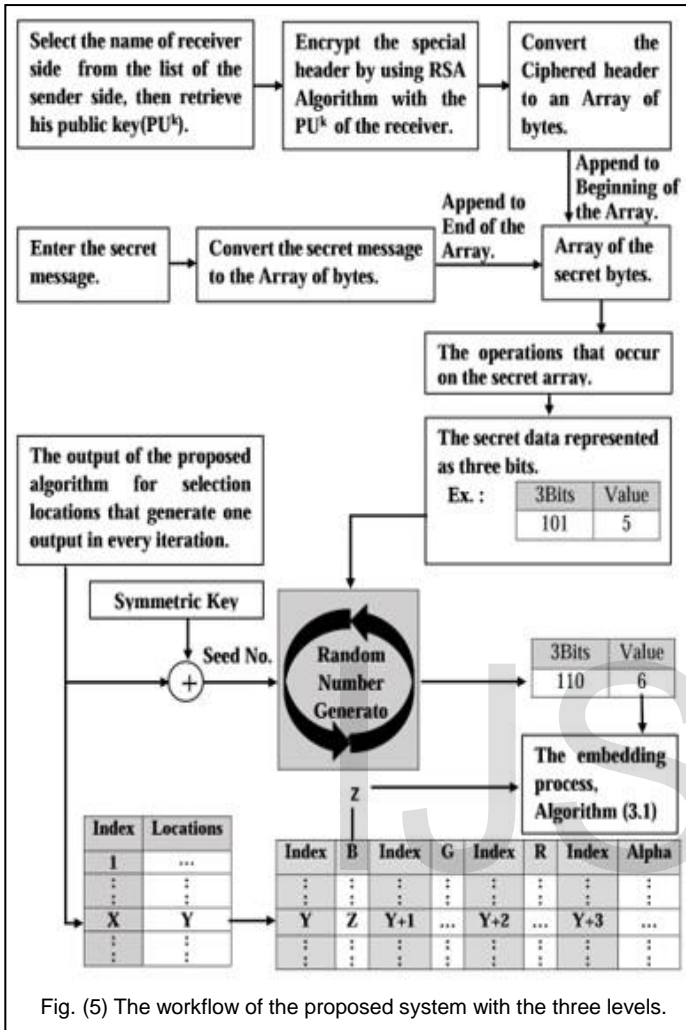 Select the name of receiver
side from the list of the
sender side, then retrieve
his public key(PU^k).
Encrypt the special
header by using RSA
Algorithm with the
PU^k of the receiver.
Convert the
Ciphered header
to an Array of
bytes.
Append to
Beginning of
the Array.
Enter the secret
message.
Convert the secret message
to the Array of bytes.
Append to
End of the
Array.
Array of the
secret bytes.
The operations that occur
on the secret array.
The secret data represented
as three bits.
Ex. :
3Bits Value
101 5
The output of the proposed
algorithm for selection
locations that generate one
output in every iteration.
Symmetric Key
+
Seed No.
Random
Number
Generato
3Bits Value
110 6
The embedding
process,
Algorithm (3.1)
Z
Index Locations
1 ...
⋮ ⋮
X Y
⋮ ⋮
Index B Index G Index R Index Alpha
⋮ ⋮ ⋮ ⋮ ⋮ ⋮ ⋮ ⋮
Y Z Y+1 ... Y+2 ... Y+3 ...
⋮ ⋮ ⋮ ⋮ ⋮ ⋮ ⋮ ⋮
IJS
Fig. (5) The workflow of the proposed system with the three levels.